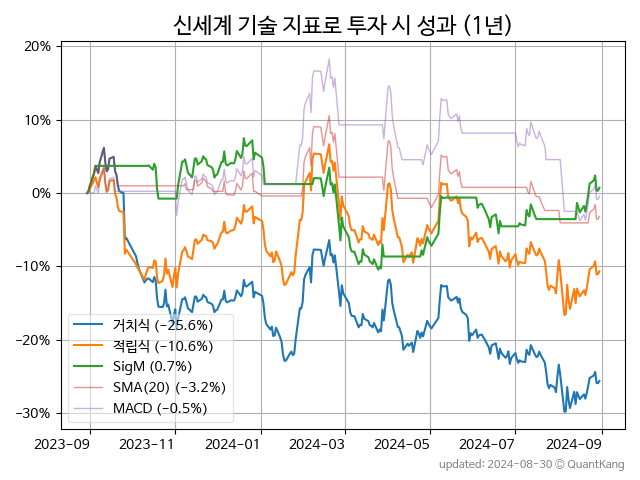 신세계 기술 지표로 투자 시 성과 (1년)
20%
10%
0%
−10%
−20%
−30%
거치식 (−25.6%)
적립식 (−10.6%)
SigM (0.7%)
SMA(20) (−3.2%)
MACD (−0.5%)
2023-09 2023-11 2024-01 2024-03 2024-05 2024-07 2024-09
updated: 2024-08-30 © QuantKang